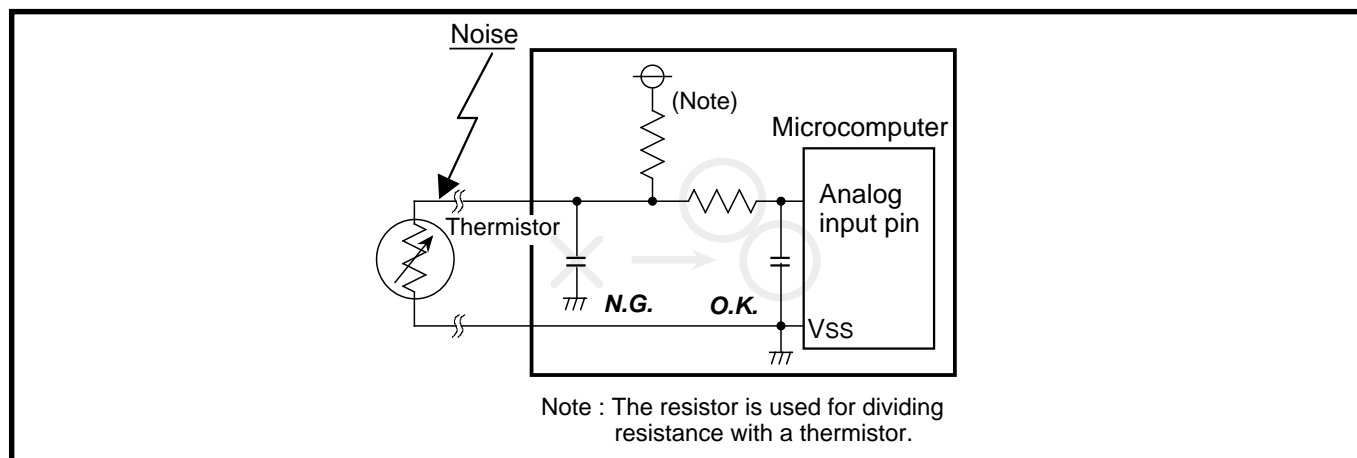 Noise
(Note)
Microcomputer
Analog
input pin
Thermistor
N.G.
O.K.
VSS
Note : The resistor is used for dividing
resistance with a thermistor.